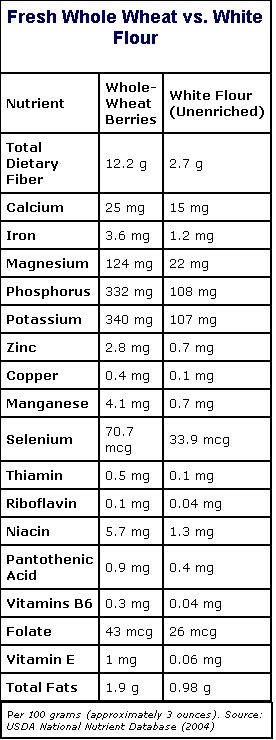 Fresh Whole Wheat vs. White
Flour
Nutrient Whole-Wheat Berries White Flour (Unenriched)
Total Dietary Fiber 12.2 g 2.7 g
Calcium 25 mg 15 mg
Iron 3.6 mg 1.2 mg
Magnesium 124 mg 22 mg
Phosphorus 332 mg 108 mg
Potassium 340 mg 107 mg
Zinc 2.8 mg 0.7 mg
Copper 0.4 mg 0.1 mg
Manganese 4.1 mg 0.7 mg
Selenium 70.7 mcg 33.9 mcg
Thiamin 0.5 mg 0.1 mg
Riboflavin 0.1 mg 0.04 mg
Niacin 5.7 mg 1.3 mg
Pantothenic Acid 0.9 mg 0.4 mg
Vitamins B6 0.3 mg 0.04 mg
Folate 43 mcg 26 mcg
Vitamin E 1 mg 0.06 mg
Total Fats 1.9 g 0.98 g
Per 100 grams (approximately 3 ounces). Source:
USDA National Nutrient Database (2004)